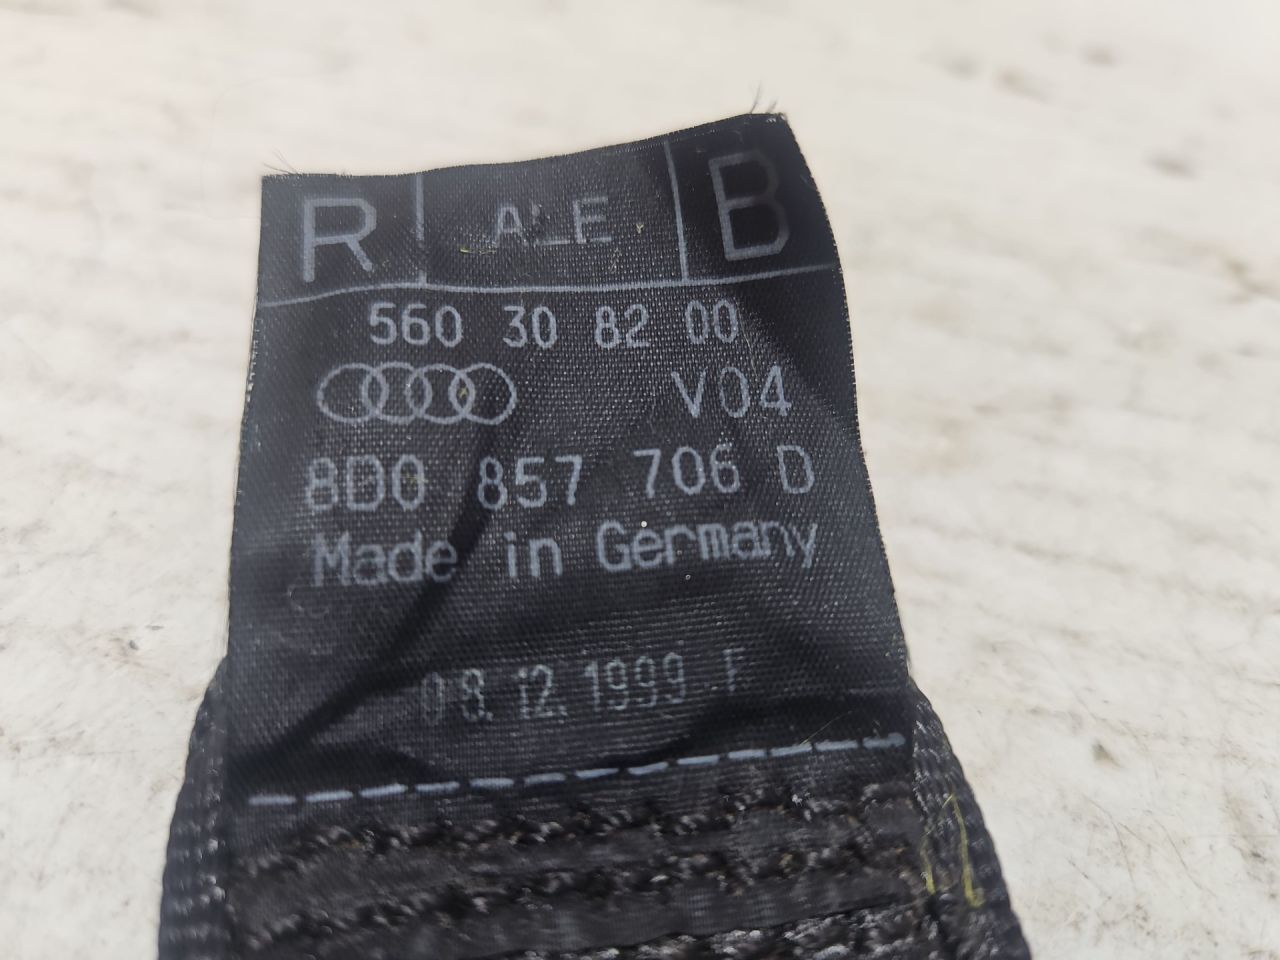 R ALE B
560 30 82 00
V04
8D0 857 706 D
Made in Germany
08.12.1999 F